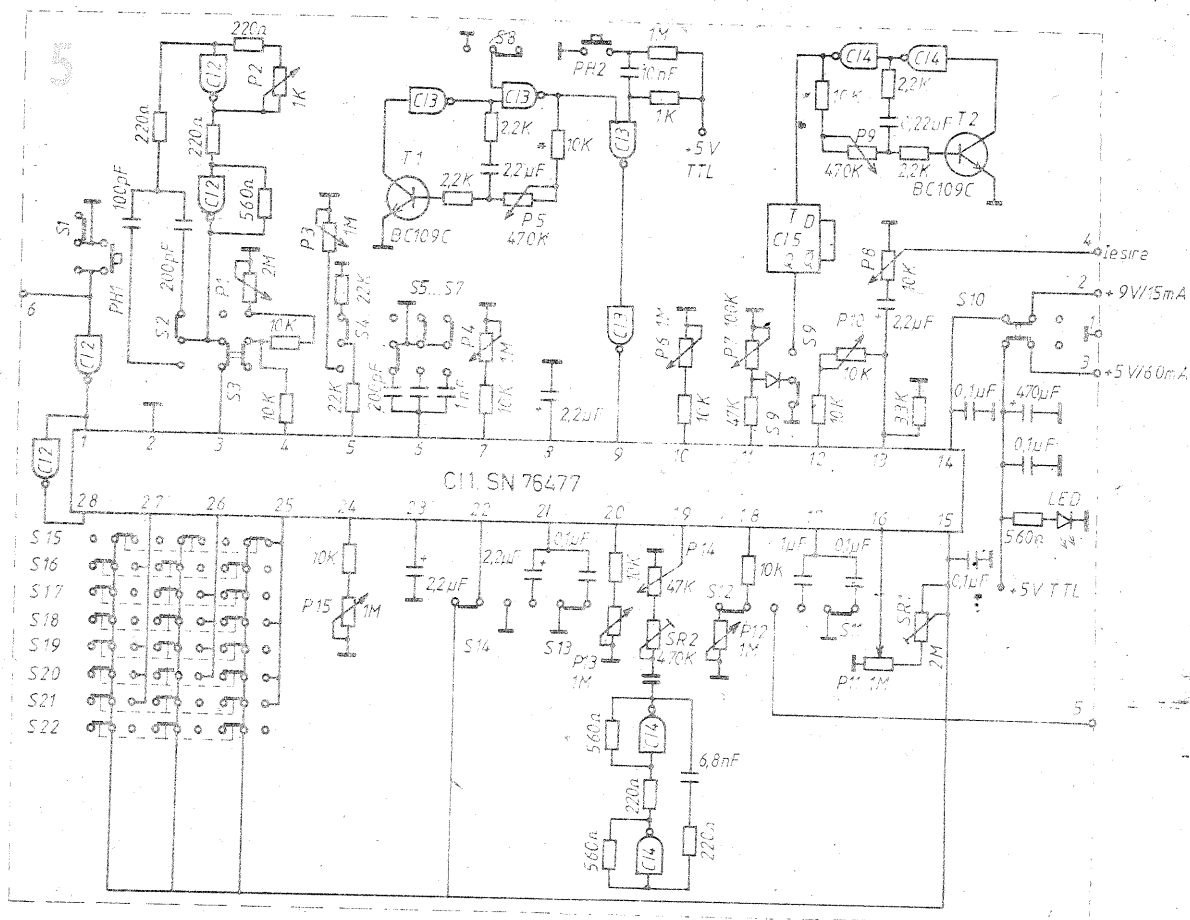 5
220Ω
P2
1K
CI2
220Ω
220Ω
CI2
560Ω
100pF
200pF
S1
PH1
6
CI2
S2
P1
2M
10K
S3
10K
P3
1M
22K
S4
22K
S8
CI3
CI3
2,2K
10K
T1
2,2µF
2,2K
P5
470K
BC109C
PH2
1M
10nF
1K
+5V
TTL
CI3
CI3
S5...S7
200pF
1nF
P4
1M
10K
2,2µF
P6 1M
10K
P7 100K
47K
S9
S9
CI4
CI4
10K
2,2K
0,22µF
T2
P9
470K
2,2K
BC109C
T
D
CI5
Q
Q
P8
10K
P10
10K
2,2µF
10K
33K
4
Iesire
2
+9V/15mA
S10
1
3
+5V/60mA
0,1µF
470µF
0,1µF
LED
560Ω
+5V TTL
1
2
3
4
5
6
7
8
9
10
11
12
13
14
CI1. SN 76477
CI2
28
27
26
25
24
23
22
21
20
19
18
17
16
15
S15
S16
S17
S18
S19
S20
S21
S22
10K
P15
1M
2,2µF
2,2µF
0,1µF
S14
S13
10K
P13
1M
P14
47K
SR2
470K
10K
S12
P12
1M
1µF
0,1µF
S11
P11 1M
SR1
2M
0,1µF
5
560Ω
CI4
6,8nF
220Ω
560Ω
CI4
220Ω